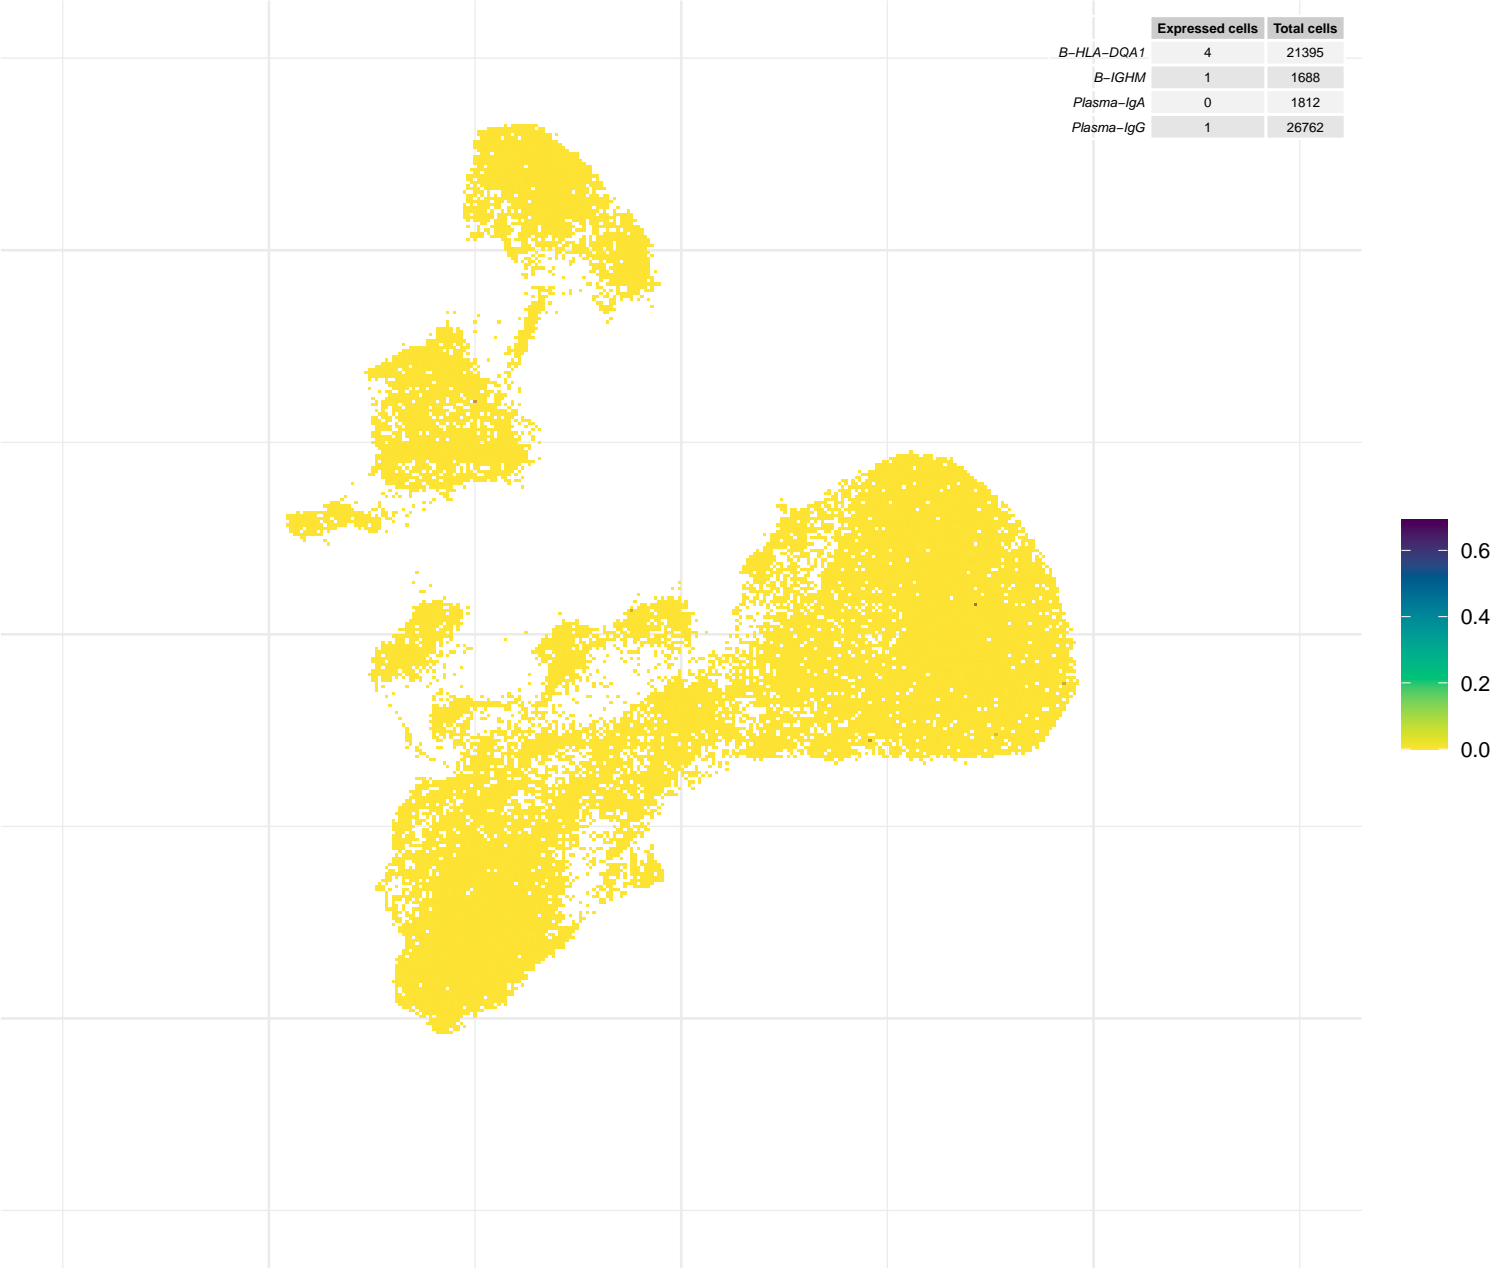 Expressed cells Total cells
B−HLA−DQA1 4 21395
B−IGHM 1 1688
Plasma−IgA 0 1812
Plasma−IgG 1 26762
0.6
0.4
0.2
0.0